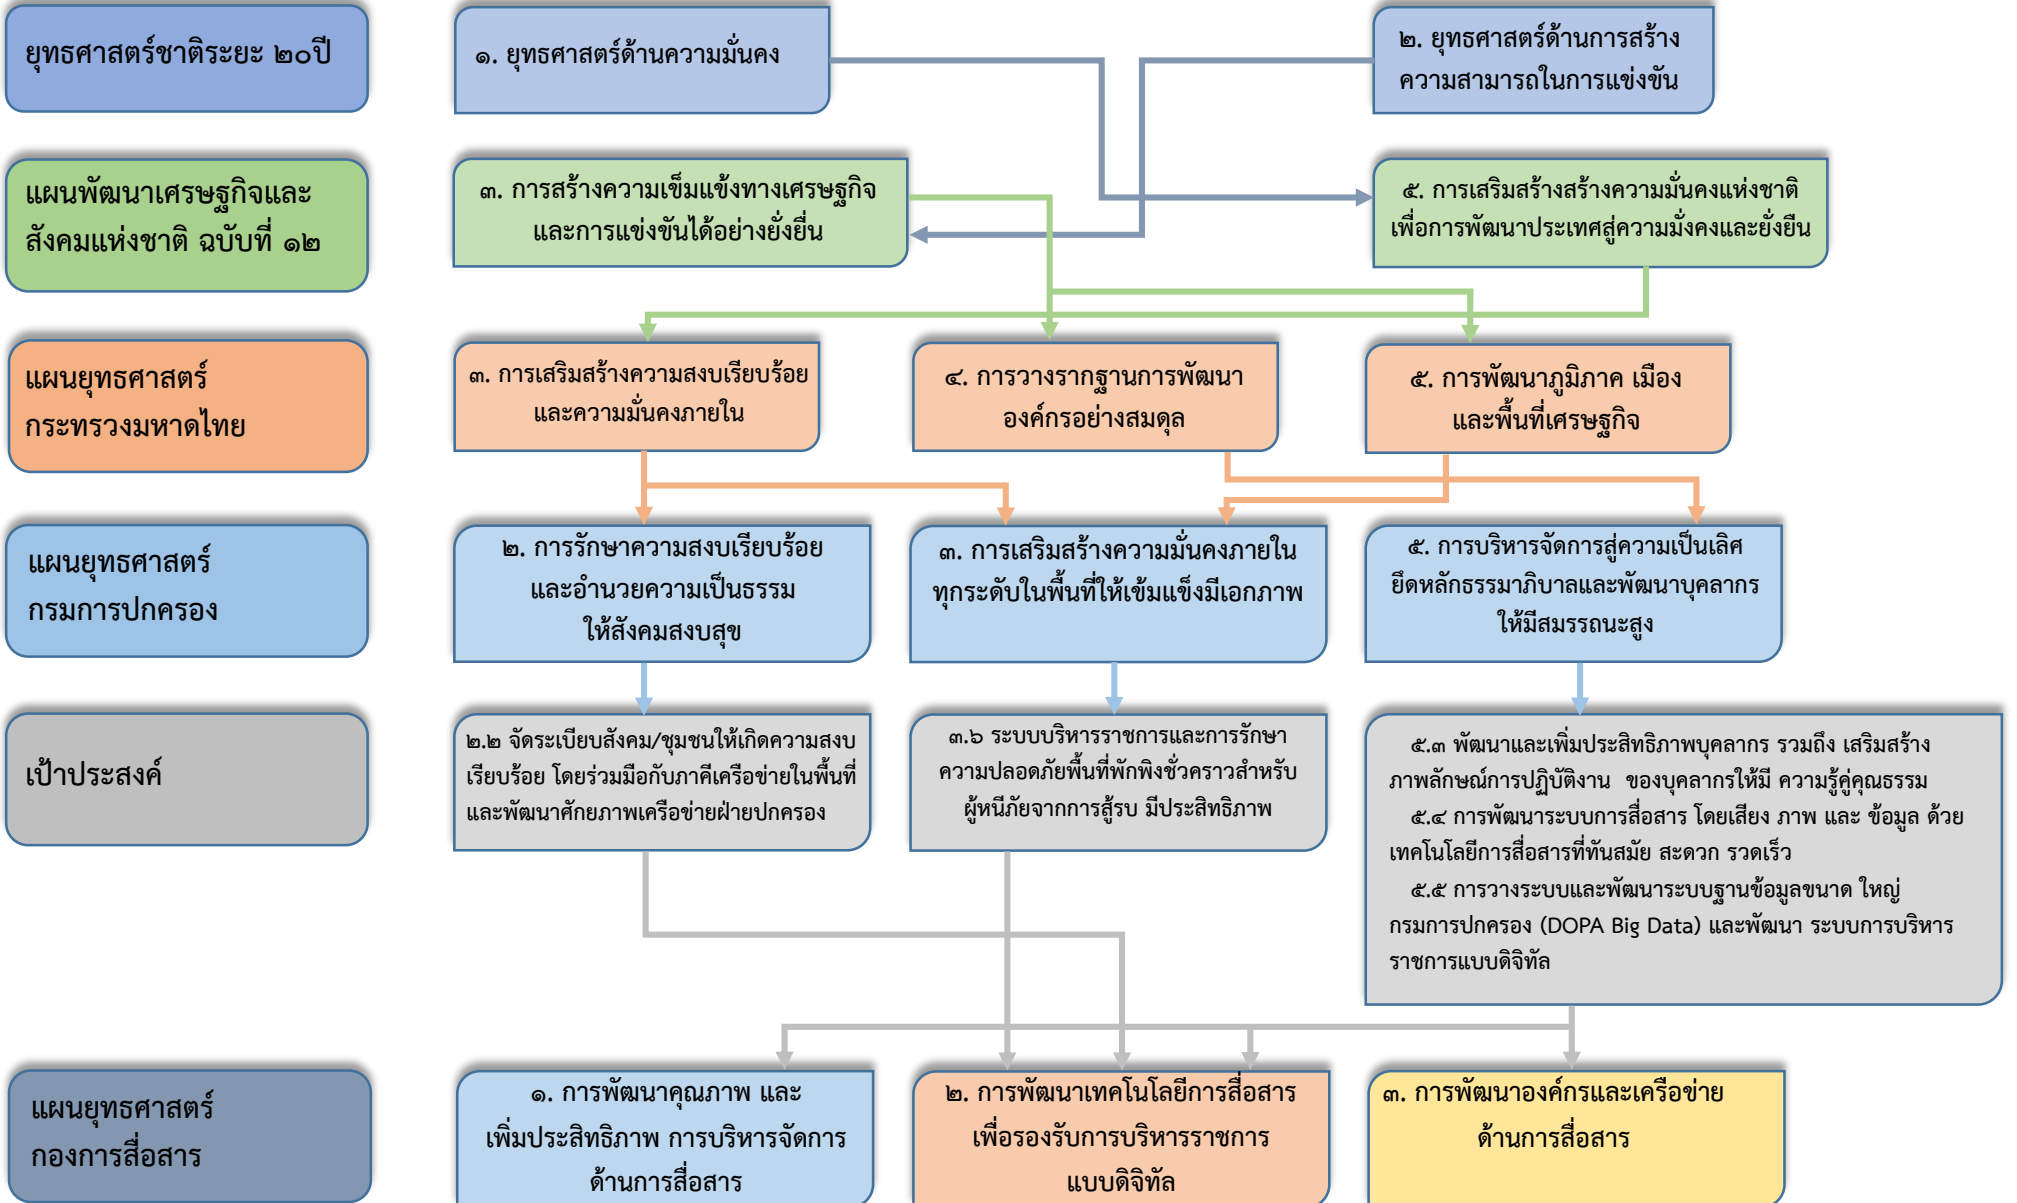 ยุทธศาสตร์ชาติระยะ ๒๐ปี
๑. ยุทธศาสตร์ด้านความมั่นคง
๒. ยุทธศาสตร์ด้านการสร้าง
ความสามารถในการแข่งขัน
แผนพัฒนาเศรษฐกิจและ
สังคมแห่งชาติ ฉบับที่ ๑๒
๓. การสร้างความเข็มแข้งทางเศรษฐกิจ
และการแข่งขันได้อย่างยั่งยื่น
๕. การเสริมสร้างสร้างความมั่นคงแห่งชาติ
เพื่อการพัฒนาประเทศสู่ความมั่งคงและยั่งยืน
แผนยุทธศาสตร์
กระทรวงมหาดไทย
๓. การเสริมสร้างความสงบเรียบร้อย
และความมั่นคงภายใน
๔. การวางรากฐานการพัฒนา
องค์กรอย่างสมดุล
๕. การพัฒนาภูมิภาค เมือง
และพื้นที่เศรษฐกิจ
แผนยุทธศาสตร์
กรมการปกครอง
๒. การรักษาความสงบเรียบร้อย
และอำนวยความเป็นธรรม
ให้สังคมสงบสุข
๓. การเสริมสร้างความมั่นคงภายใน
ทุกระดับในพื้นที่ให้เข้มแข็งมีเอกภาพ
๕. การบริหารจัดการสู่ความเป็นเลิศ
ยึดหลักธรรมาภิบาลและพัฒนาบุคลากร
ให้มีสมรรถนะสูง
เป้าประสงค์
๒.๒ จัดระเบียบสังคม/ชุมชนให้เกิดความสงบ
เรียบร้อย โดยร่วมมือกับภาคีเครือข่ายในพื้นที่
และพัฒนาศักยภาพเครือข่ายฝ่ายปกครอง
๓.๖ ระบบบริหารราชการและการรักษา
ความปลอดภัยพื้นที่พักพิงชั่วคราวสำหรับ
ผู้หนีภัยจากการสู้รบ มีประสิทธิภาพ
๕.๓ พัฒนาและเพิ่มประสิทธิภาพบุคลากร รวมถึง เสริมสร้าง
ภาพลักษณ์การปฏิบัติงาน ของบุคลากรให้มี ความรู้คู่คุณธรรม
๕.๔ การพัฒนาระบบการสื่อสาร โดยเสียง ภาพ และ ข้อมูล ด้วย
เทคโนโลยีการสื่อสารที่ทันสมัย สะดวก รวดเร็ว
๕.๕ การวางระบบและพัฒนาระบบฐานข้อมูลขนาด ใหญ่
กรมการปกครอง (DOPA Big Data) และพัฒนา ระบบการบริหาร
ราชการแบบดิจิทัล
แผนยุทธศาสตร์
กองการสื่อสาร
๑. การพัฒนาคุณภาพ และ
เพิ่มประสิทธิภาพ การบริหารจัดการ
ด้านการสื่อสาร
๒. การพัฒนาเทคโนโลยีการสื่อสาร
เพื่อรองรับการบริหารราชการ
แบบดิจิทัล
๓. การพัฒนาองค์กรและเครือข่าย
ด้านการสื่อสาร